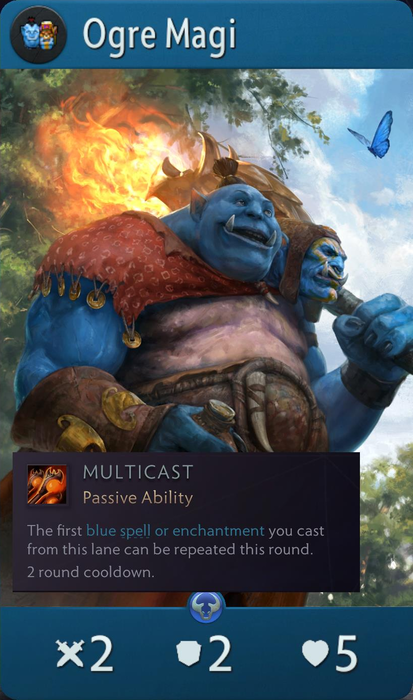 Ogre Magi
MULTICAST
Passive Ability
The first blue spell or enchantment you cast
from this lane can be repeated this round.
2 round cooldown.
2 2 5